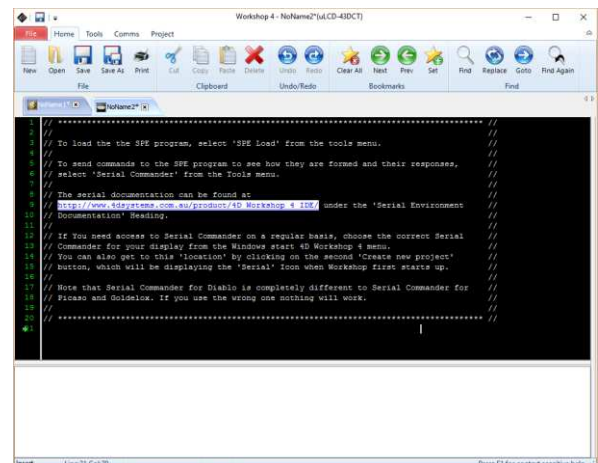 Workshop 4 - NoName2*(uLCD-43DCT)
File Home Tools Comms Project
New Open Save Save As Print Cut Copy Paste Delete Undo Redo Clear All Next Prev Set Find Replace Goto Find Again
File Clipboard Undo/Redo Bookmarks Find
NoName1* NoName2*
1 // ************************************************************************************* //
2 // //
3 // To load the the SPE program, select 'SPE Load' from the tools menu. //
4 // //
5 // To send commands to the SPE program to see how they are formed and their responses, //
6 // select 'Serial Commander' from the Tools menu. //
7 // //
8 // The serial documentation can be found at //
9 // http://www.4dsystems.com.au/product/4D_Workshop_4_IDE/ under the 'Serial Environment //
10 // Documentation' Heading. //
11 // //
12 // If You need access to Serial Commander on a regular basis, choose the correct Serial //
13 // Commander for your display from the Windows start 4D Workshop 4 menu. //
14 // You can also get to this 'location' by clicking on the second 'Create new project' //
15 // button, which will be displaying the 'Serial' Icon when Workshop first starts up. //
16 // //
17 // Note that Serial Commander for Diablo is completely different to Serial Commander for //
18 // Picaso and Goldelox. If you use the wrong one nothing will work. //
19 // //
20 // ************************************************************************************* //